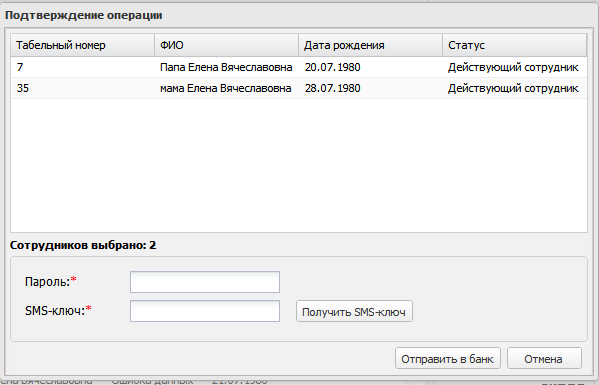 Подтверждение операции
Табельный номер ФИО Дата рождения Статус
7 Папа Елена Вячеславовна 20.07.1980 Действующий сотрудник
35 мама Елена Вячеславовна 28.07.1980 Действующий сотрудник
Сотрудников выбрано: 2
Пароль:*
SMS-ключ:* Получить SMS-ключ
Отправить в банк Отмена